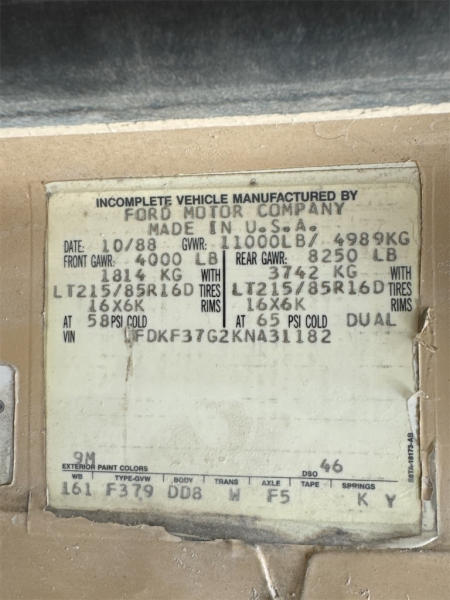 INCOMPLETE VEHICLE MANUFACTURED BY
FORD MOTOR COMPANY
MADE IN U.S.A.
DATE: 10/88 GVWR: 11000LB/ 4989KG
FRONT GAWR: 4000 LB REAR GAWR: 8250 LB
1814 KG WITH 3742 KG WITH
LT215/85R16D TIRES LT215/85R16D TIRES
16X6K RIMS 16X6K RIMS
AT 58 PSI COLD AT 65 PSI COLD DUAL
VIN FDKF37G2KNA31182
9M 46
EXTERIOR PAINT COLORS DSO
WB TYPE-GVW BODY TRANS AXLE TAPE SPRINGS
161 F379 DD8 W F5 K Y